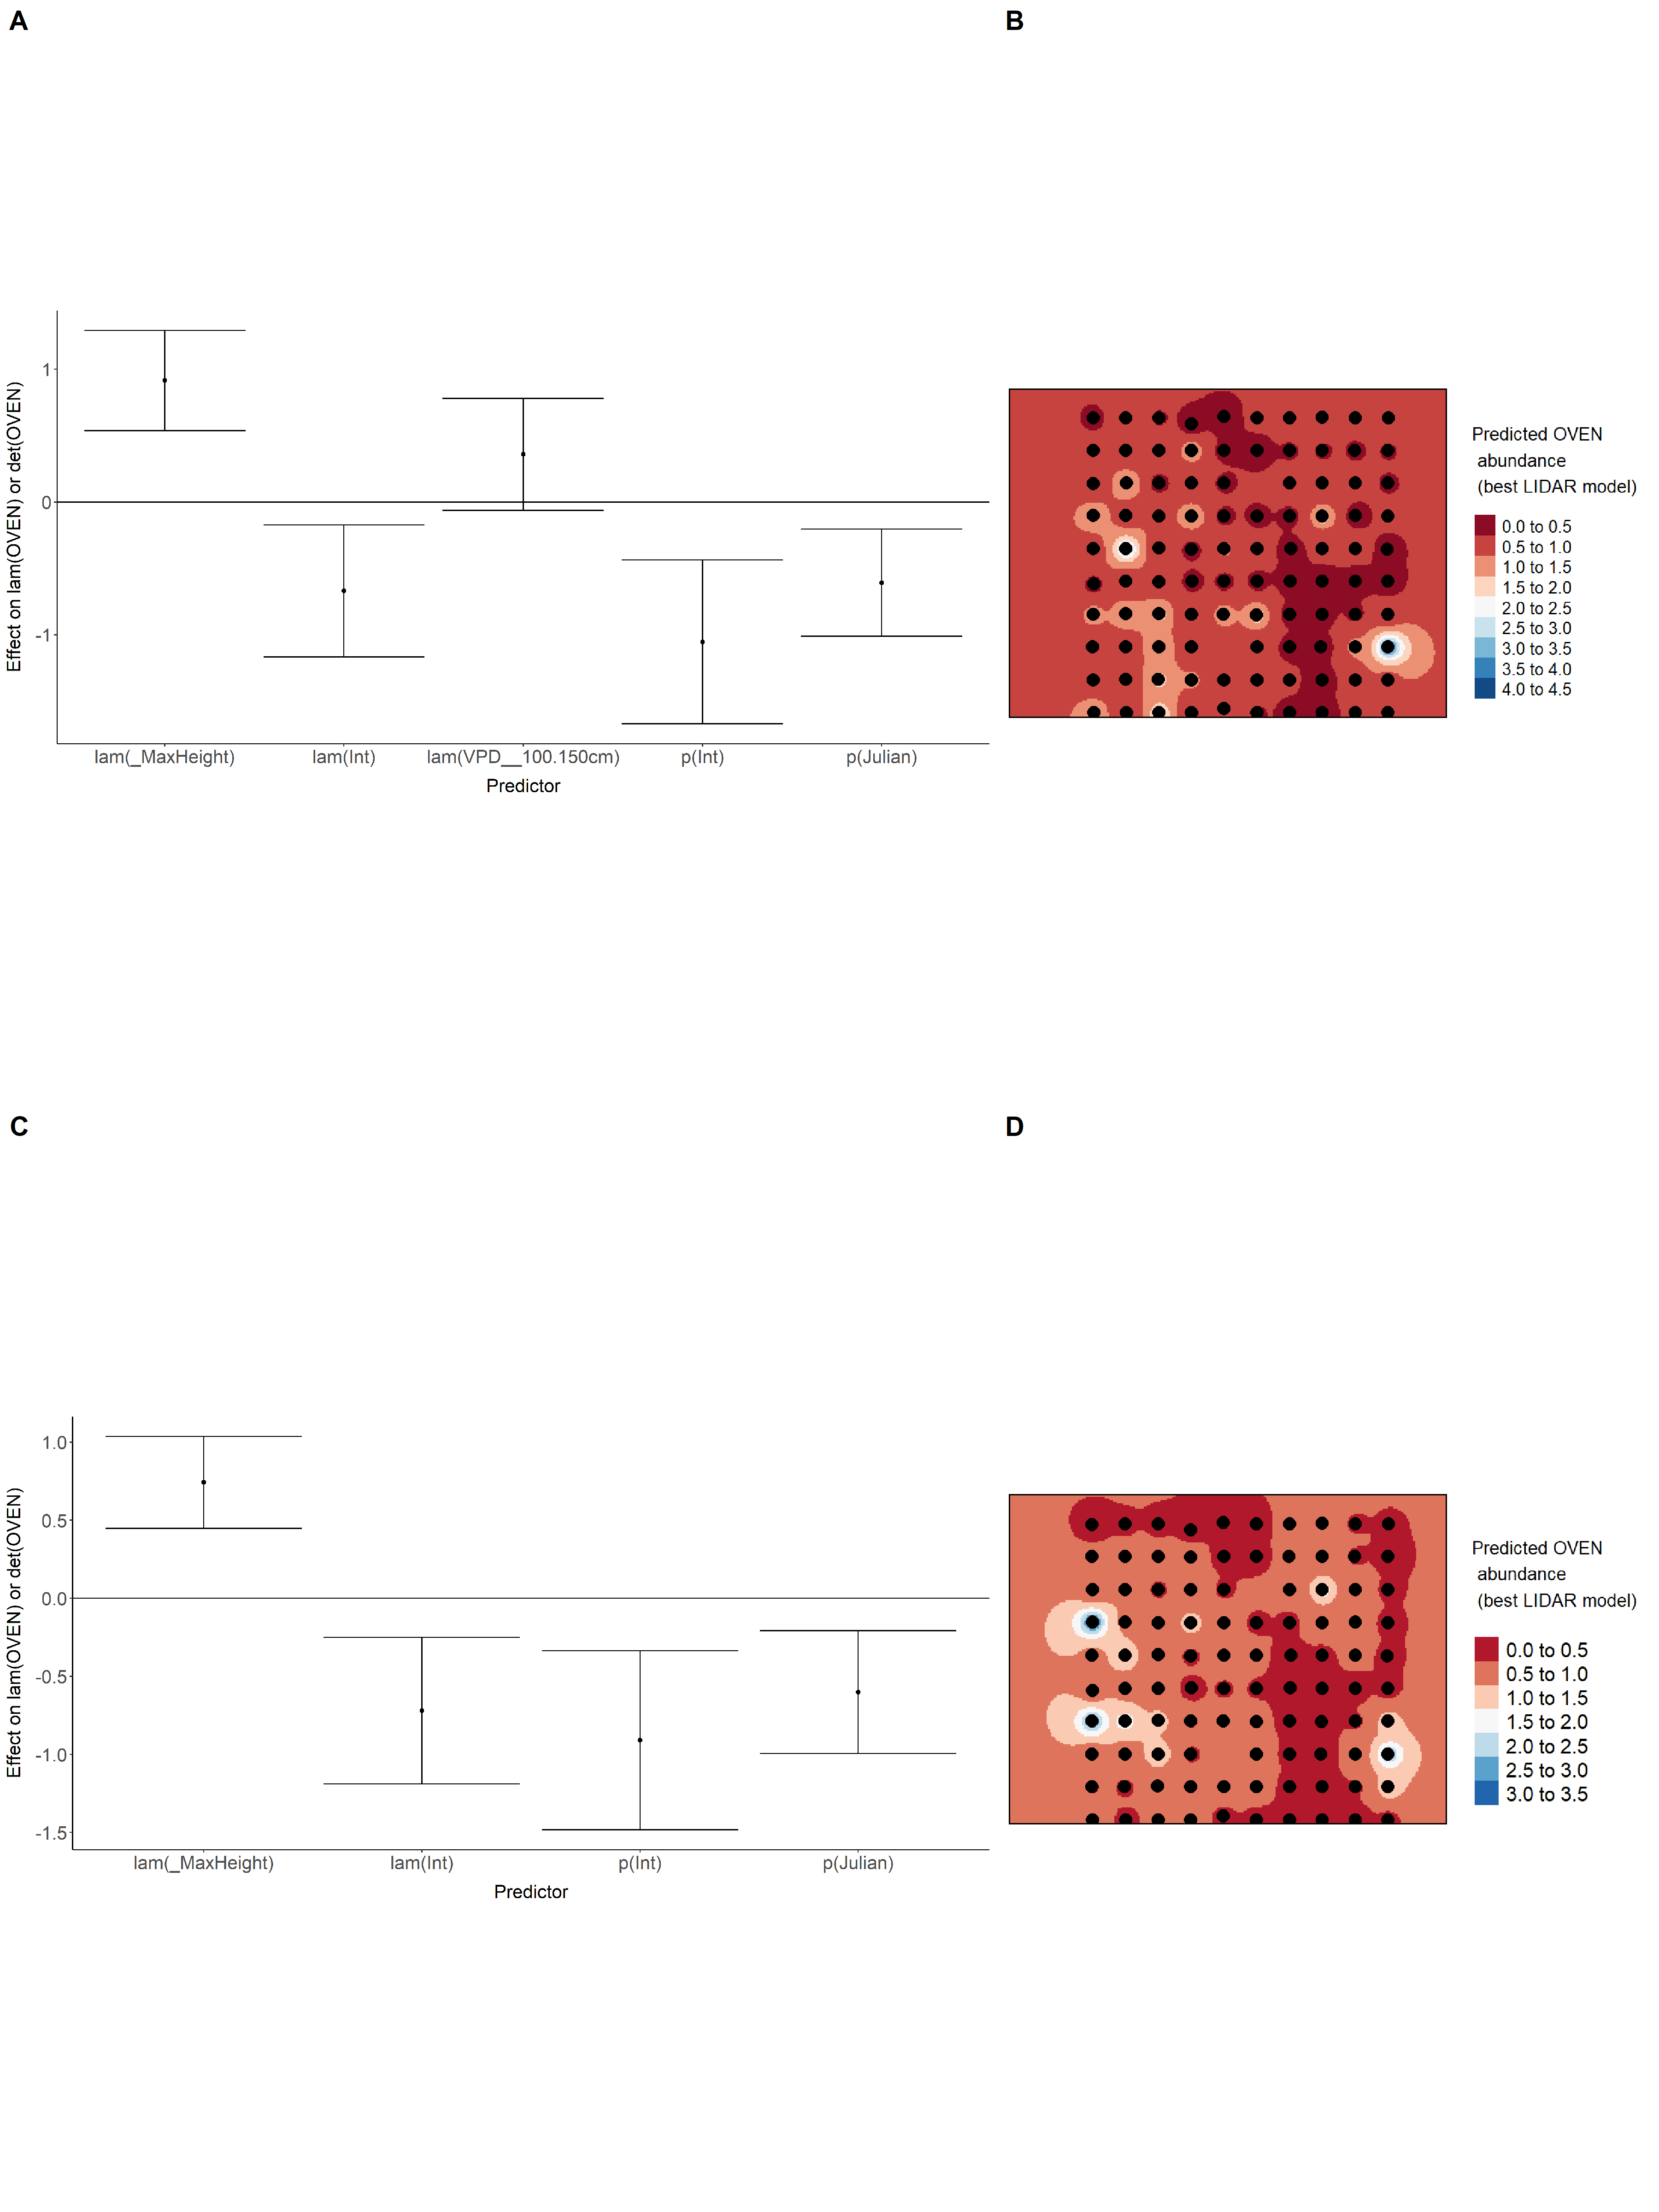 A
B
Effect on lam(OVEN) or det(OVEN)
1
0
-1
lam(_MaxHeight)
lam(Int)
lam(VPD__100.150cm)
p(Int)
p(Julian)
Predictor
Predicted OVEN
abundance
(best LIDAR model)
0.0 to 0.5
0.5 to 1.0
1.0 to 1.5
1.5 to 2.0
2.0 to 2.5
2.5 to 3.0
3.0 to 3.5
3.5 to 4.0
4.0 to 4.5
C
D
Effect on lam(OVEN) or det(OVEN)
1.0
0.5
0.0
-0.5
-1.0
-1.5
lam(_MaxHeight)
lam(Int)
p(Int)
p(Julian)
Predictor
Predicted OVEN
abundance
(best LIDAR model)
0.0 to 0.5
0.5 to 1.0
1.0 to 1.5
1.5 to 2.0
2.0 to 2.5
2.5 to 3.0
3.0 to 3.5